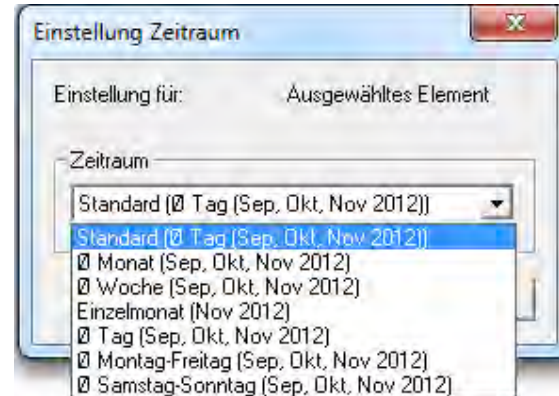 Einstellung Zeitraum
Einstellung für: Ausgewähltes Element
Zeitraum
Standard (Ø Tag (Sep, Okt, Nov 2012))
Standard (Ø Tag (Sep, Okt, Nov 2012))
Ø Monat (Sep, Okt, Nov 2012)
Ø Woche (Sep, Okt, Nov 2012)
Einzelmonat (Nov 2012)
Ø Tag (Sep, Okt, Nov 2012)
Ø Montag-Freitag (Sep, Okt, Nov 2012)
Ø Samstag-Sonntag (Sep, Okt, Nov 2012)